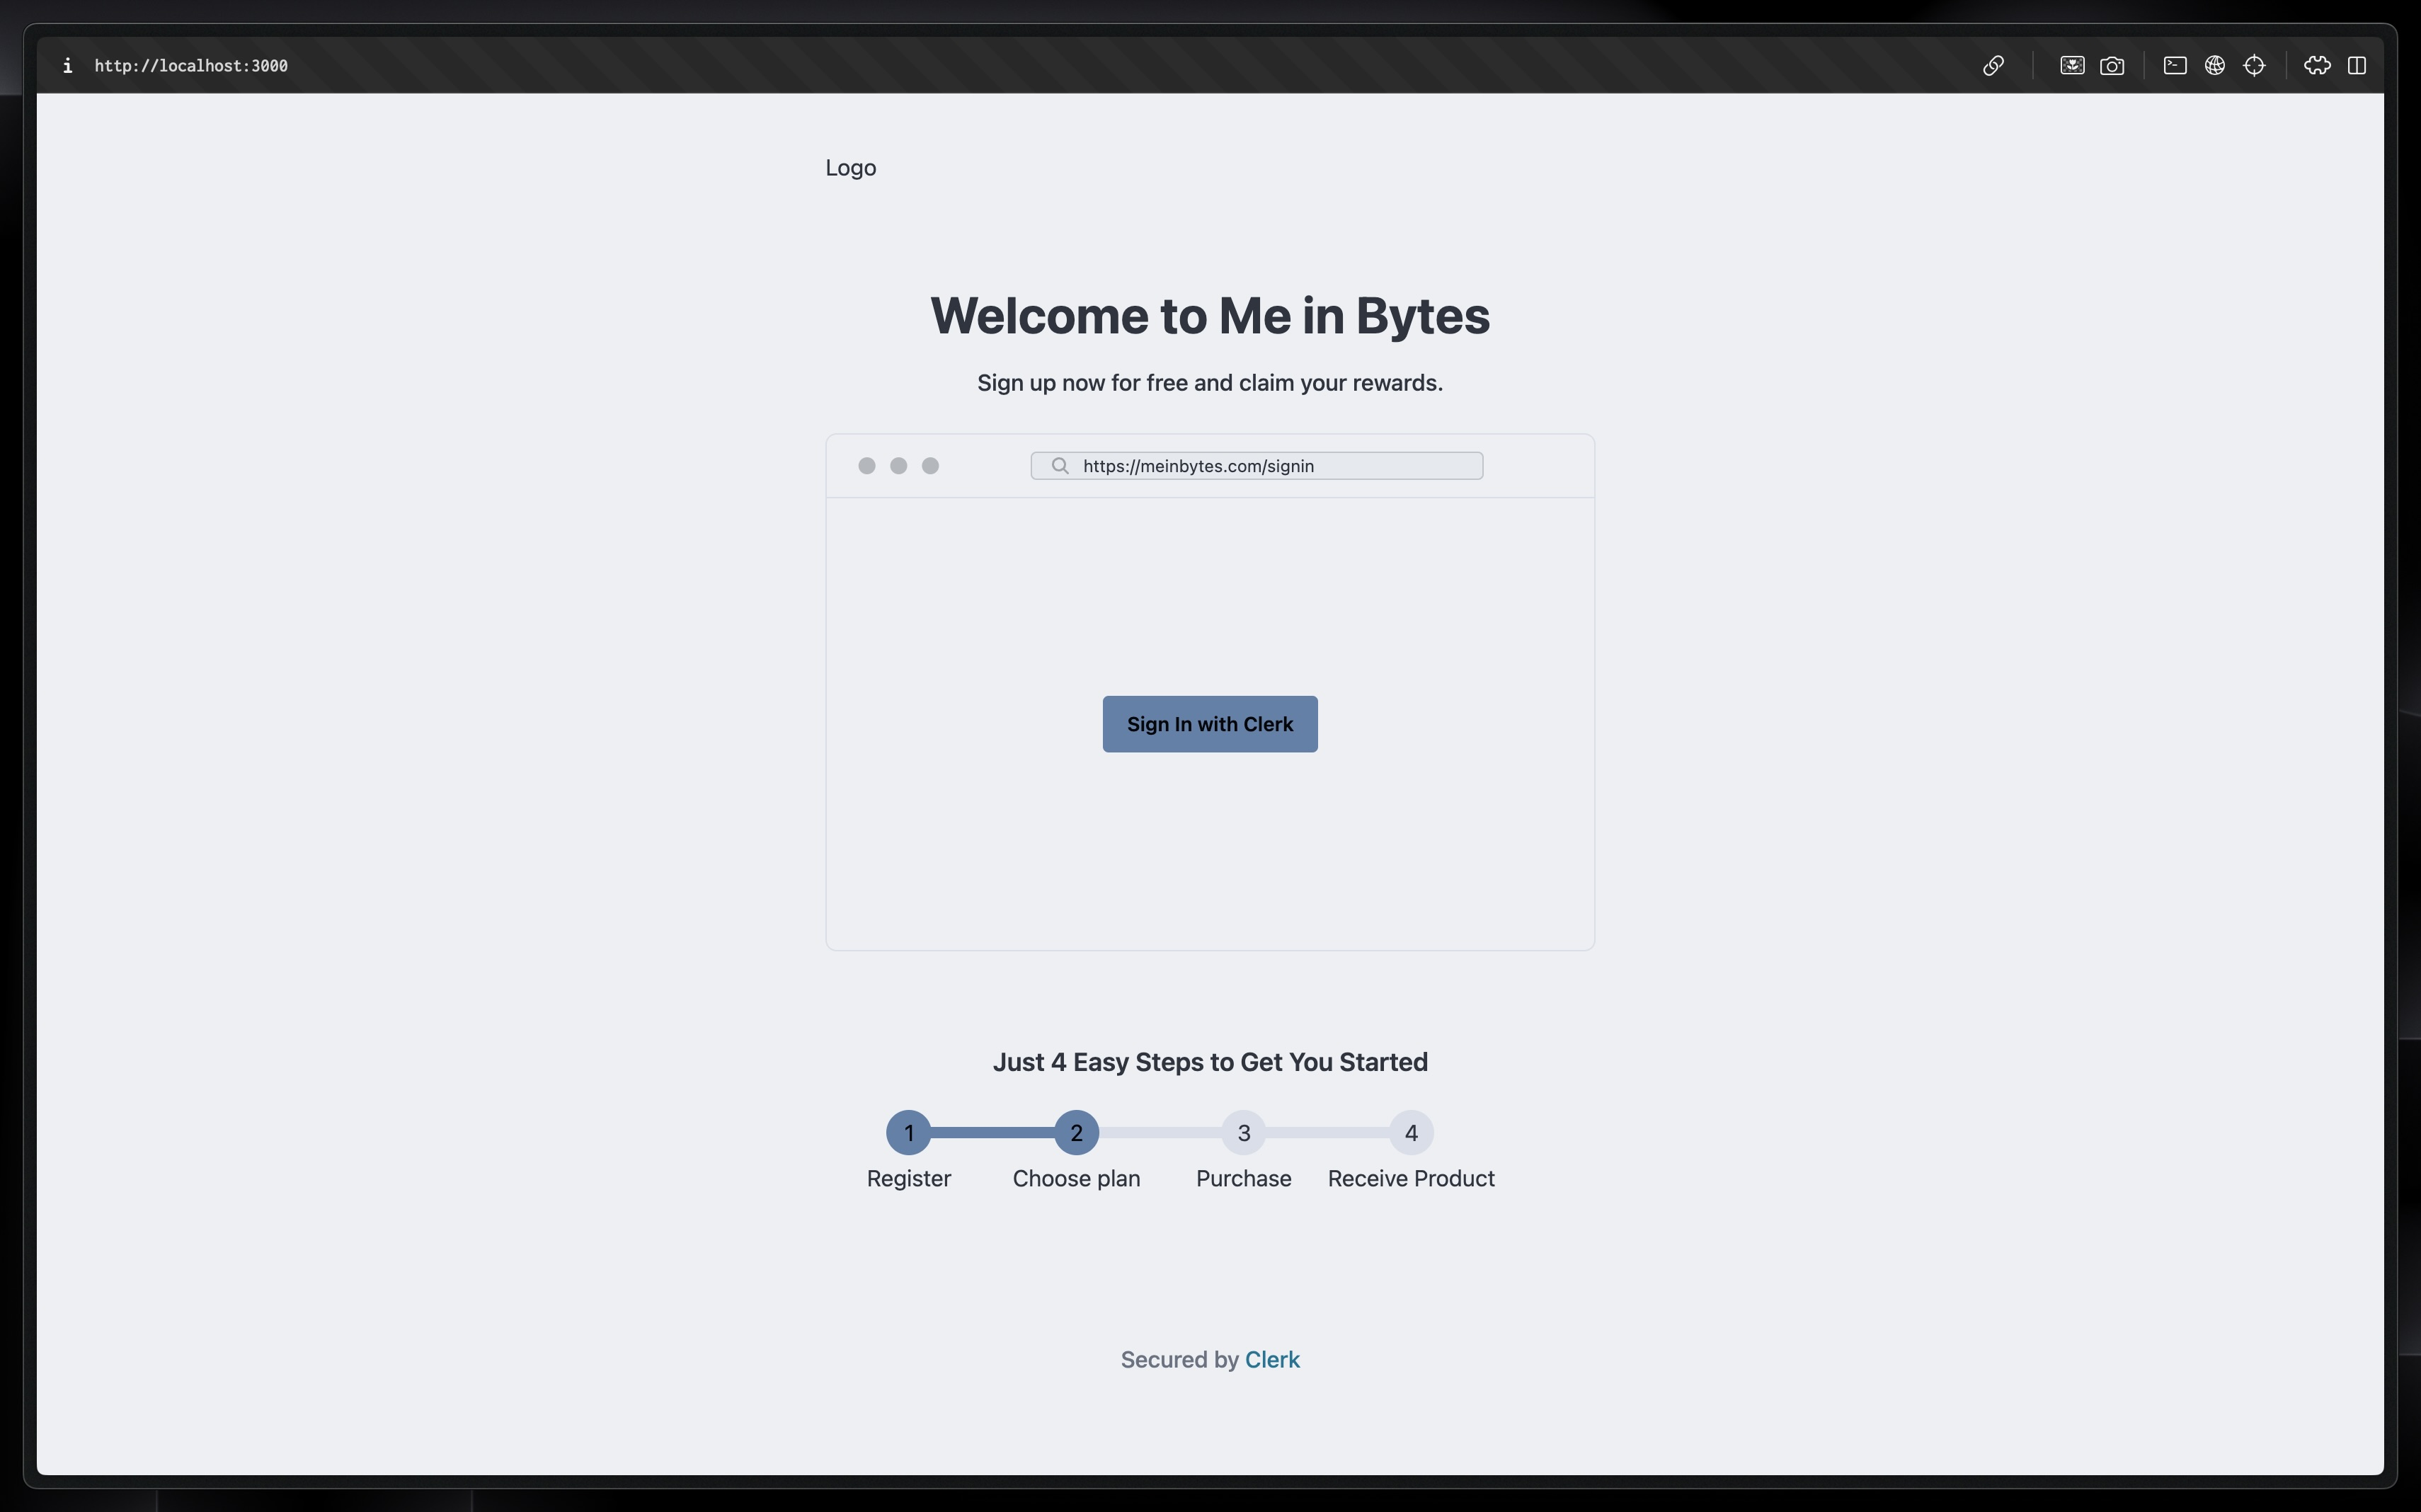 http://localhost:3000
Logo
Welcome to Me in Bytes
Sign up now for free and claim your rewards.
https://meinbytes.com/signin
Sign In with Clerk
Just 4 Easy Steps to Get You Started
1 2 3 4
Register Choose plan Purchase Receive Product
Secured by Clerk